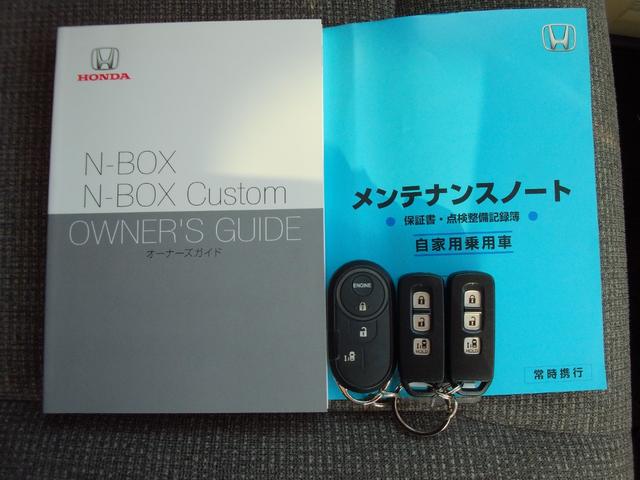 HONDA
N-BOX
N-BOX Custom
OWNER'S GUIDE
オーナーズガイド
メンテナンスノート
保証書・点検整備記録簿
自家用乗用車
常時携行
ENGINE
HOLD
HOLD